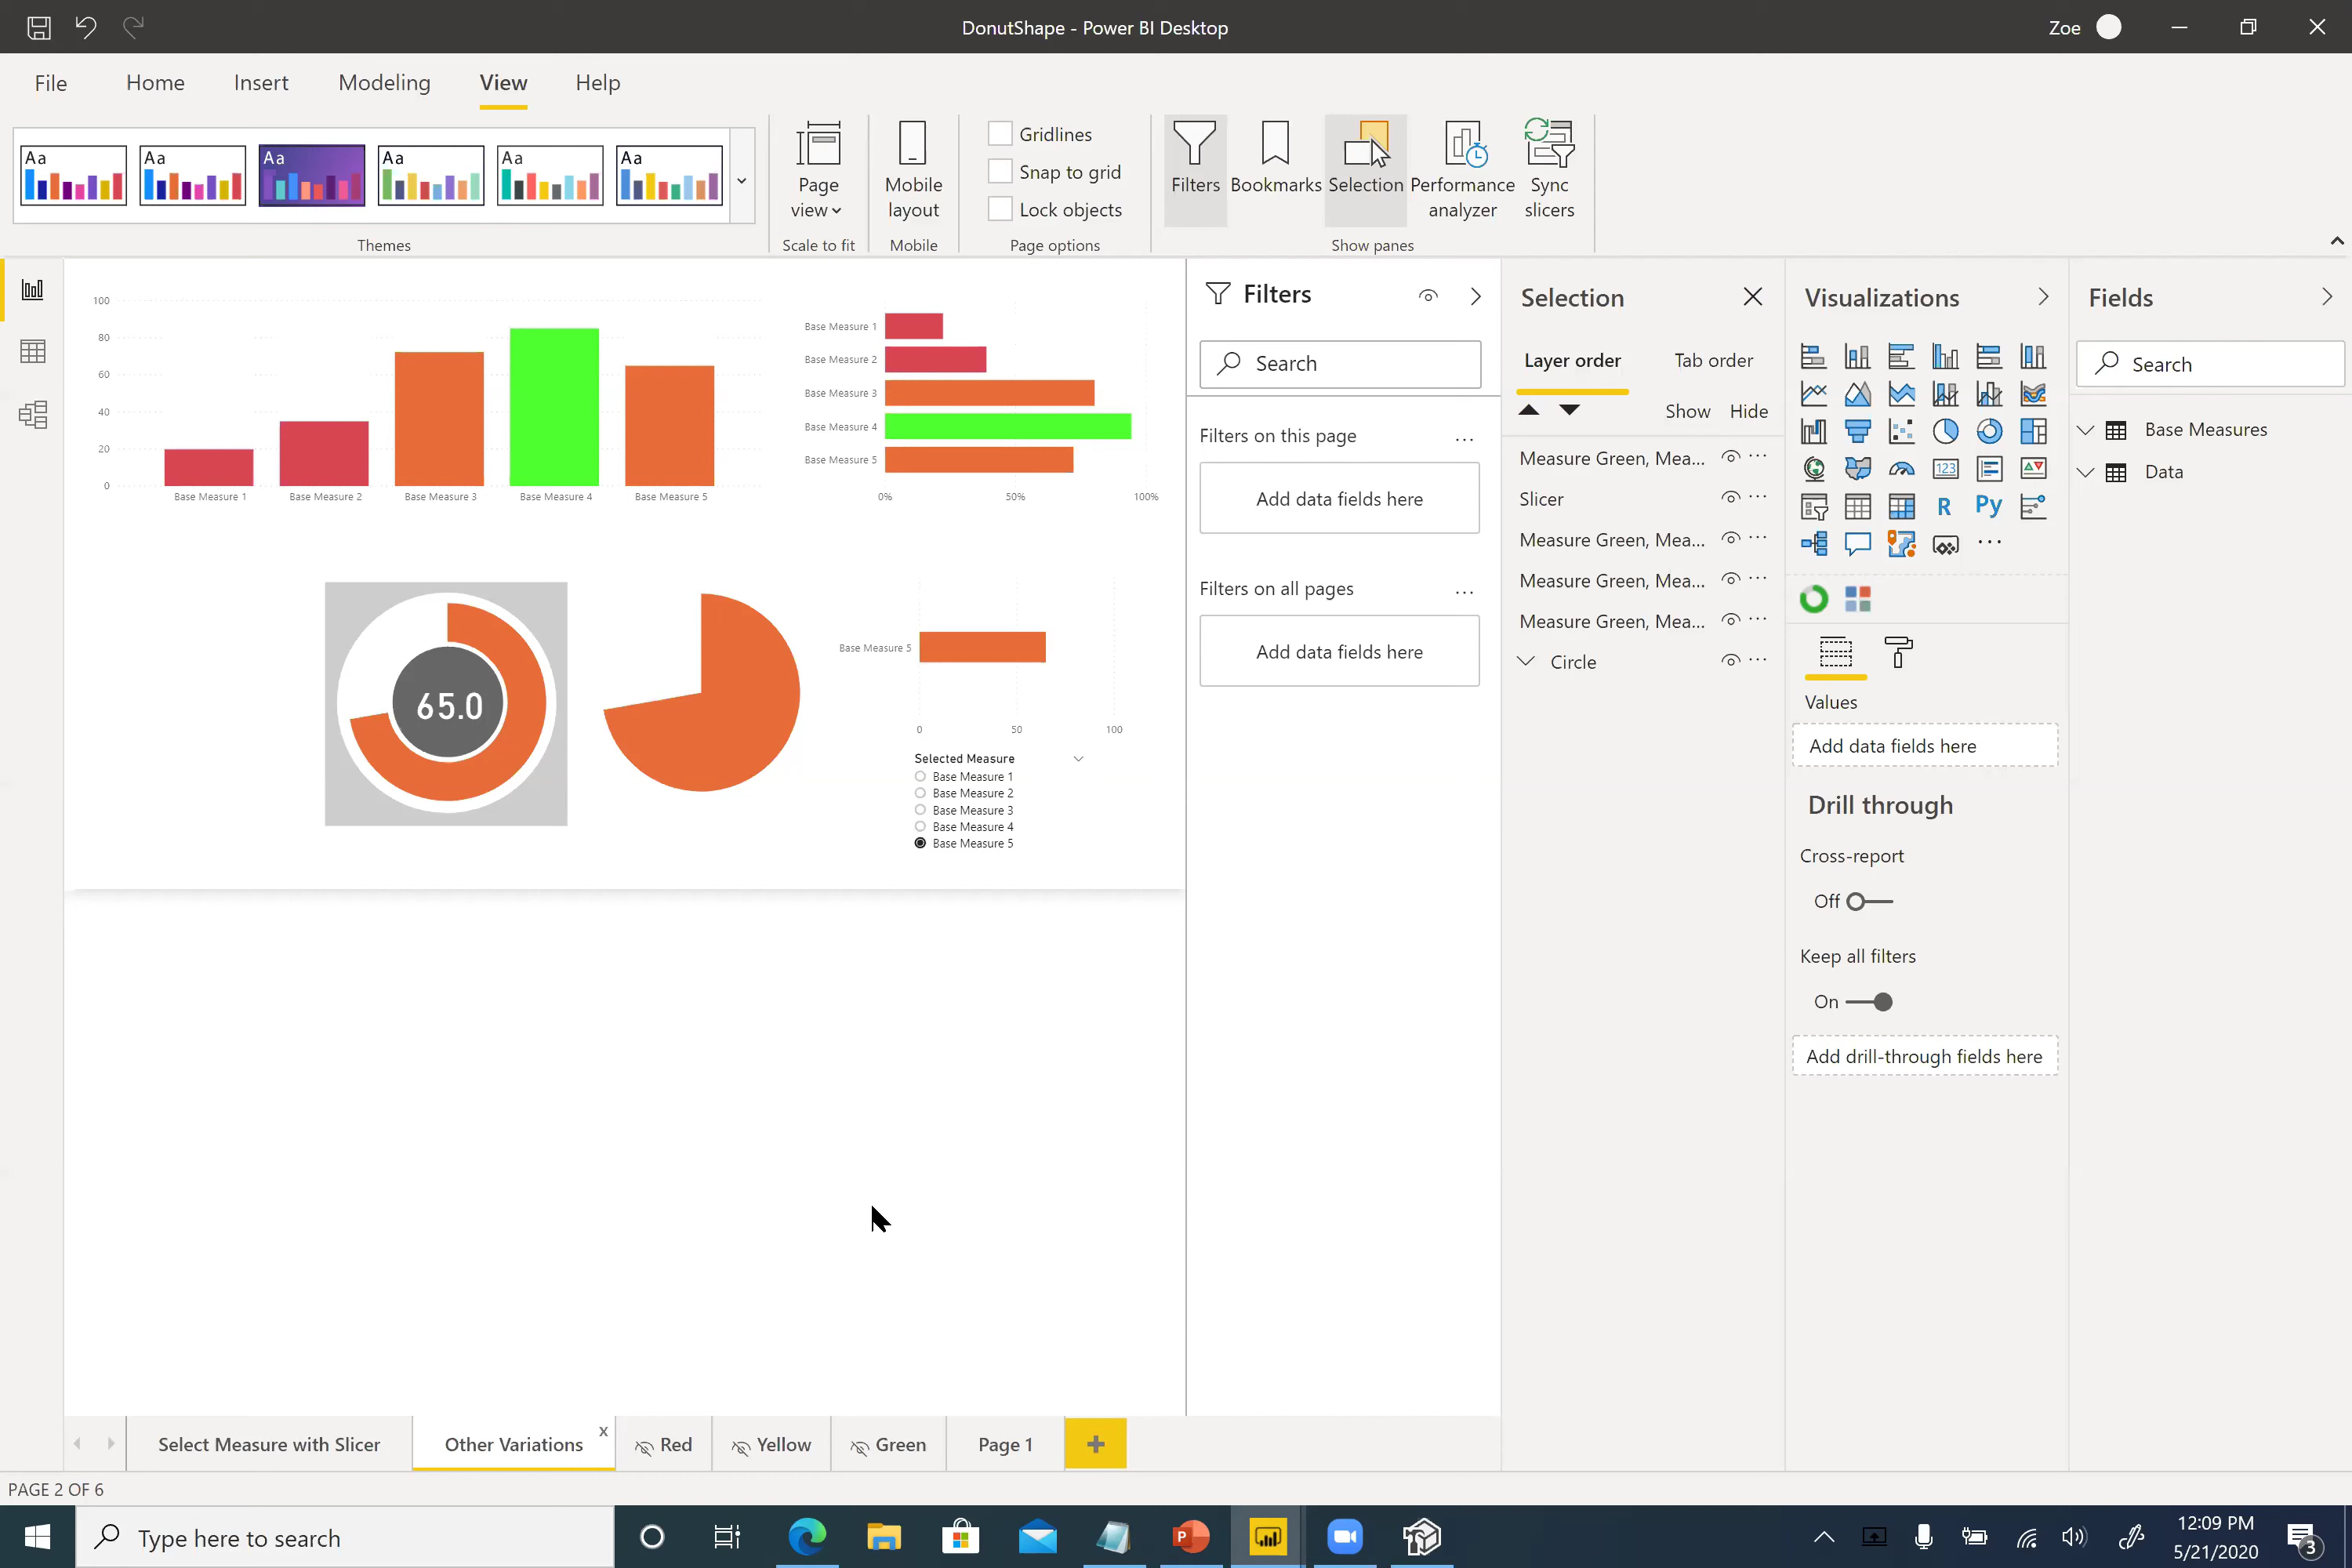 DonutShape - Power BI Desktop
Zoe
File Home Insert Modeling View Help
Aa Aa Aa Aa Aa Aa
Page view
Mobile layout
Gridlines
Snap to grid
Lock objects
Filters
Bookmarks
Selection
Performance analyzer
Sync slicers
Themes
Scale to fit
Mobile
Page options
Show panes
100
80
60
40
20
0
Base Measure 1 Base Measure 2 Base Measure 3 Base Measure 4 Base Measure 5
Base Measure 1
Base Measure 2
Base Measure 3
Base Measure 4
Base Measure 5
0% 50% 100%
65.0
Base Measure 5
0 50 100
Selected Measure
Base Measure 1
Base Measure 2
Base Measure 3
Base Measure 4
Base Measure 5
Filters
Search
Filters on this page ...
Add data fields here
Filters on all pages ...
Add data fields here
Selection
Layer order Tab order
Show Hide
Measure Green, Mea... ...
Slicer ...
Measure Green, Mea... ...
Measure Green, Mea... ...
Measure Green, Mea... ...
Circle ...
Visualizations
123
R Py
...
Values
Add data fields here
Drill through
Cross-report
Off
Keep all filters
On
Add drill-through fields here
Fields
Search
Base Measures
Data
Select Measure with Slicer
Other Variations x
Red
Yellow
Green
Page 1
+
PAGE 2 OF 6
Type here to search
P
12:09 PM
5/21/2020
3